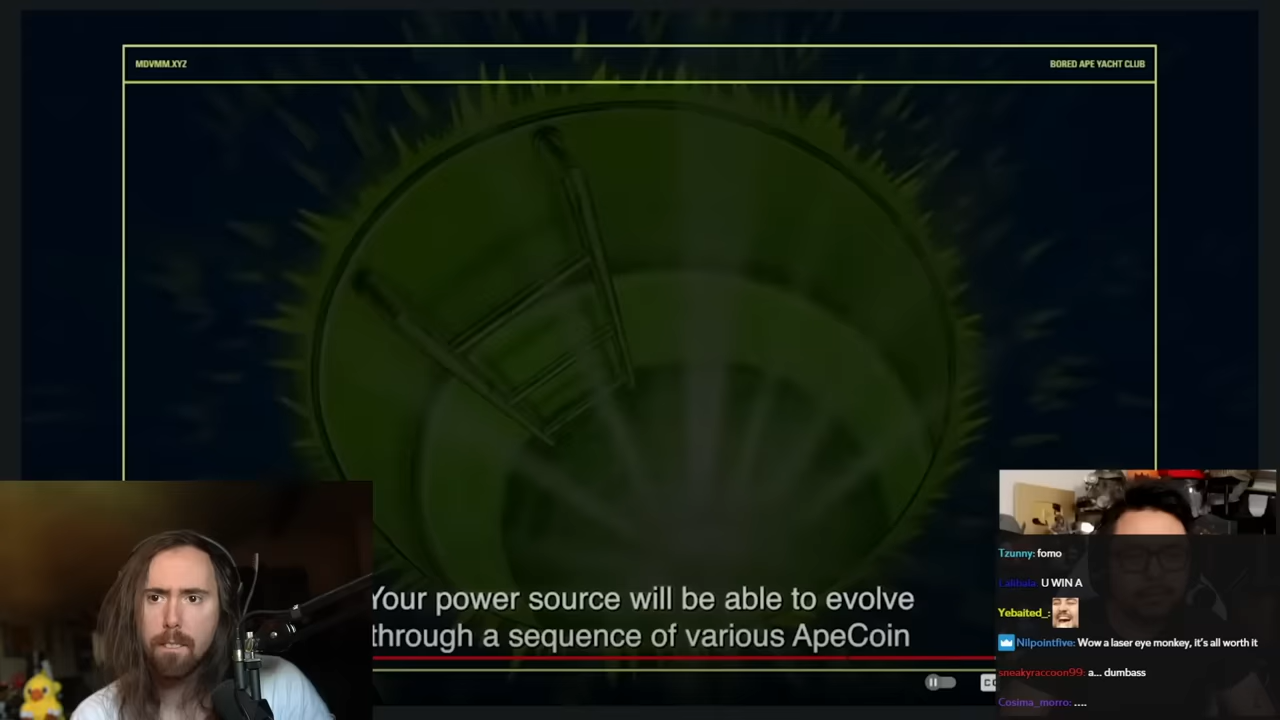 MDVMM.XYZ
BORED APE YACHT CLUB
Your power source will be able to evolve
through a sequence of various ApeCoin
Tzunny: fomo
Lalihala: U WIN A
Yebaited_:
Nilpointfive: Wow a laser eye monkey, it's all worth it
sneakyraccoon99: a... dumbass
Cosima_morro: ....